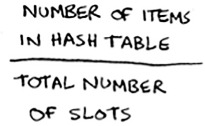 NUMBER OF ITEMS
IN HASH TABLE
TOTAL NUMBER
OF SLOTS